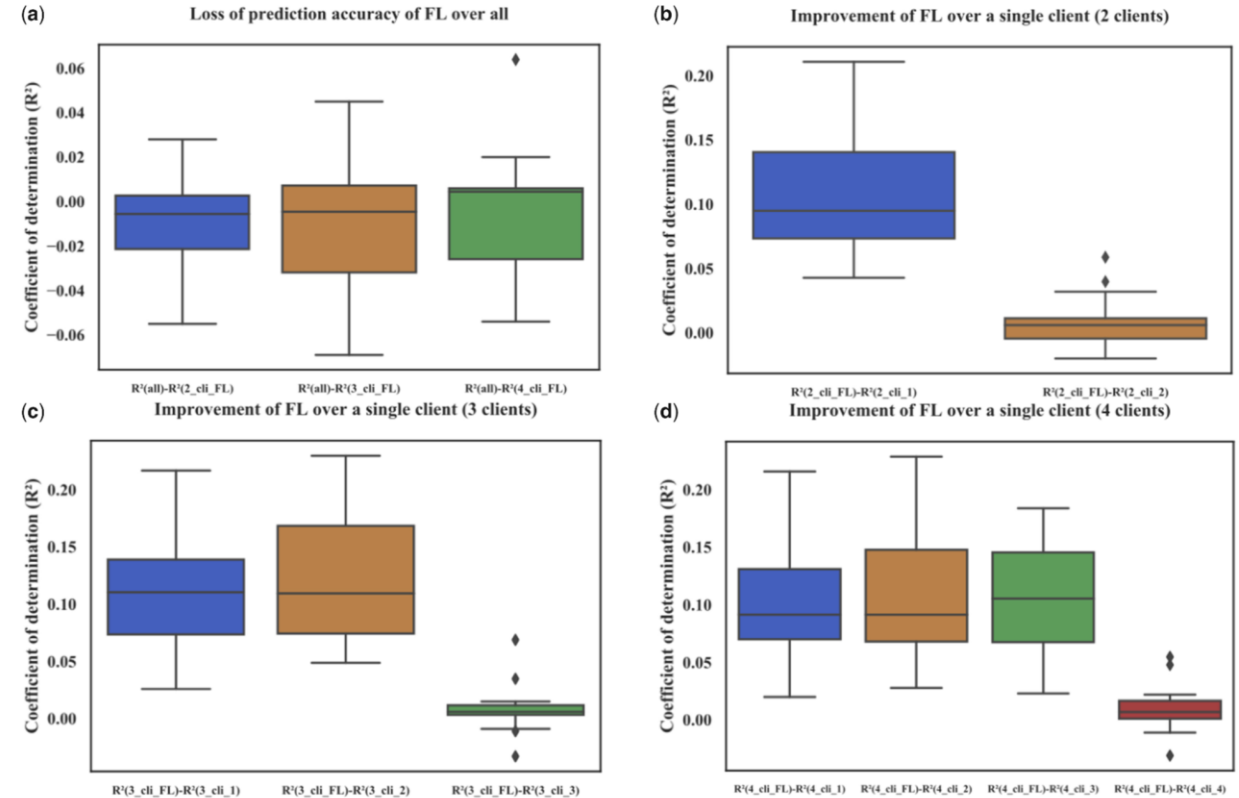 (a)
Loss of prediction accuracy of FL over all
Coefficient of determination (R²)
0.06
0.04
0.02
0.00
−0.02
−0.04
−0.06
R²(all)-R²(2_cli_FL)
R²(all)-R²(3_cli_FL)
R²(all)-R²(4_cli_FL)
(b)
Improvement of FL over a single client (2 clients)
Coefficient of determination (R²)
0.20
0.15
0.10
0.05
0.00
R²(2_cli_FL)-R²(2_cli_1)
R²(2_cli_FL)-R²(2_cli_2)
(c)
Improvement of FL over a single client (3 clients)
Coefficient of determination (R²)
0.20
0.15
0.10
0.05
0.00
R²(3_cli_FL)-R²(3_cli_1)
R²(3_cli_FL)-R²(3_cli_2)
R²(3_cli_FL)-R²(3_cli_3)
(d)
Improvement of FL over a single client (4 clients)
Coefficient of determination (R²)
0.20
0.15
0.10
0.05
0.00
R²(4_cli_FL)-R²(4_cli_1)
R²(4_cli_FL)-R²(4_cli_2)
R²(4_cli_FL)-R²(4_cli_3)
R²(4_cli_FL)-R²(4_cli_4)